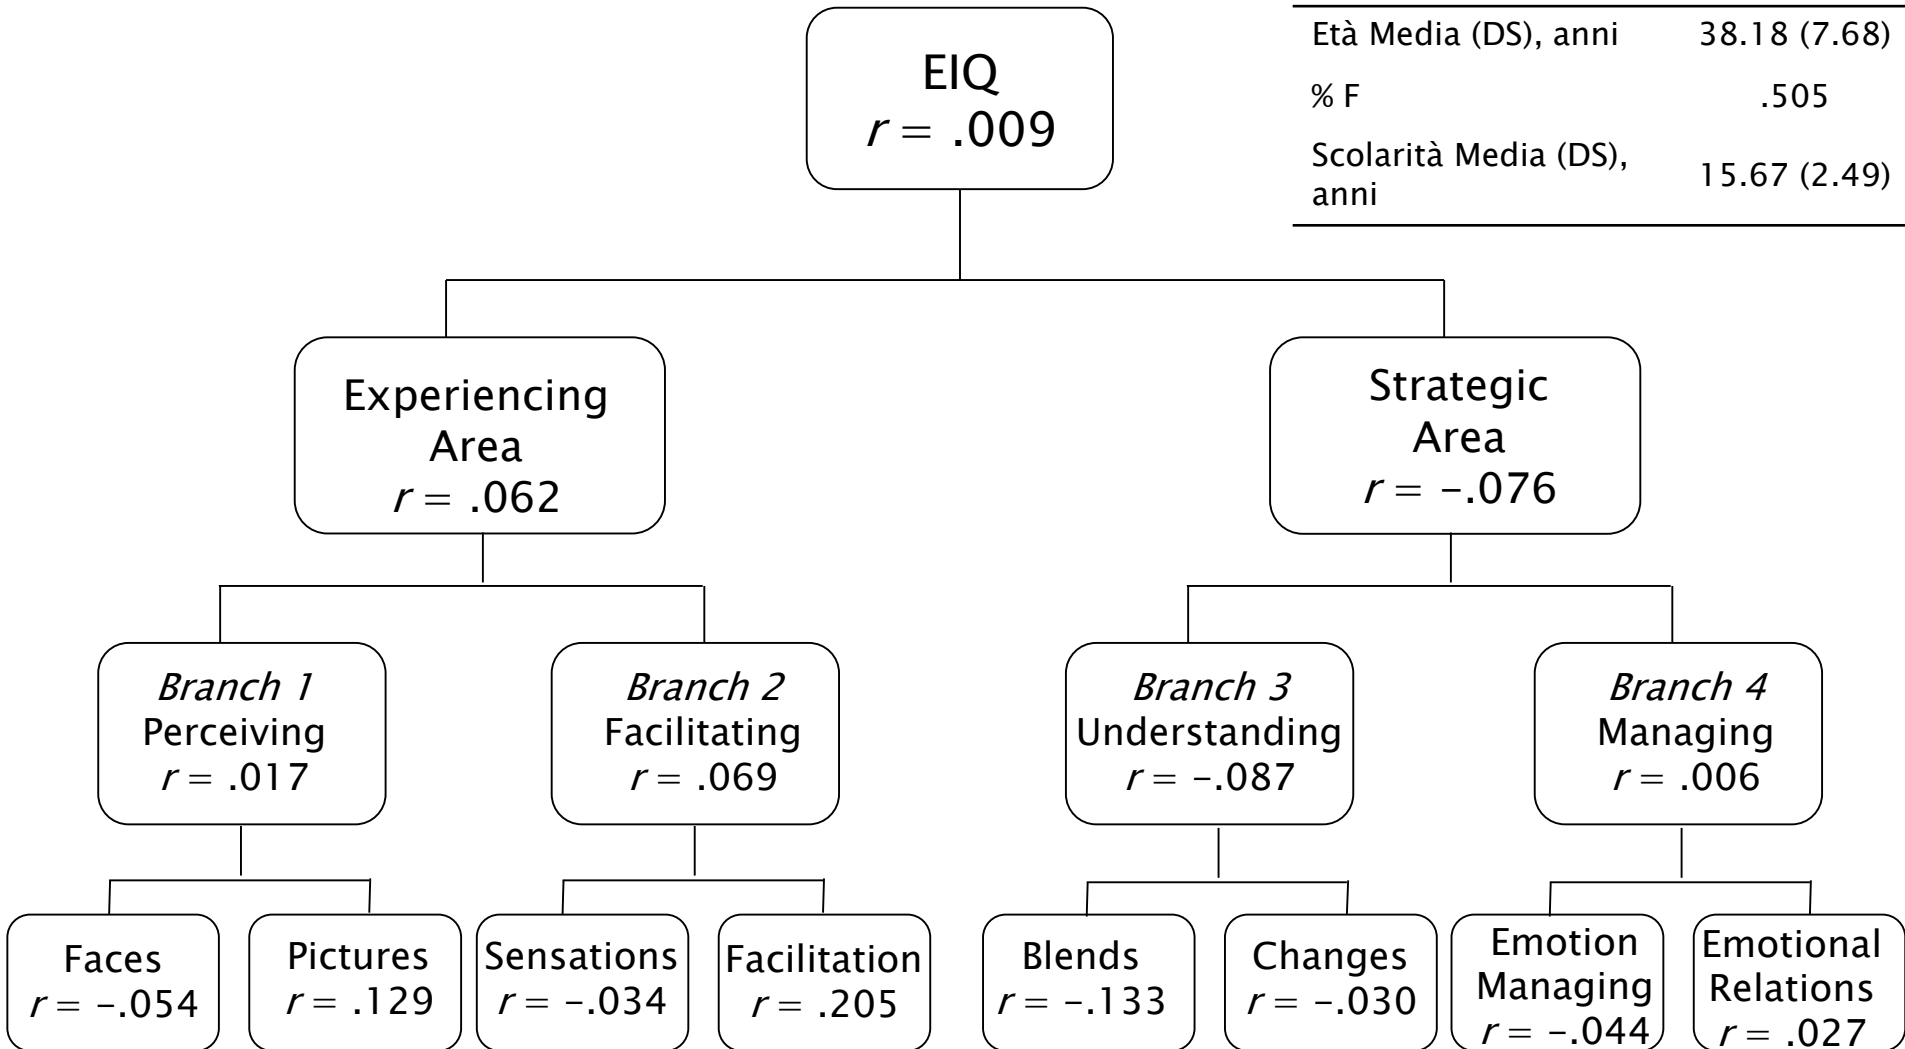 EIQ
r = .009
Età Media (DS), anni 38.18 (7.68)
% F .505
Scolarità Media (DS),
anni 15.67 (2.49)
Experiencing
Area
r = .062
Strategic
Area
r = -.076
Branch 1
Perceiving
r = .017
Branch 2
Facilitating
r = .069
Branch 3
Understanding
r = -.087
Branch 4
Managing
r = .006
Faces
r = -.054
Pictures
r = .129
Sensations
r = -.034
Facilitation
r = .205
Blends
r = -.133
Changes
r = -.030
Emotion
Managing
r = -.044
Emotional
Relations
r = .027